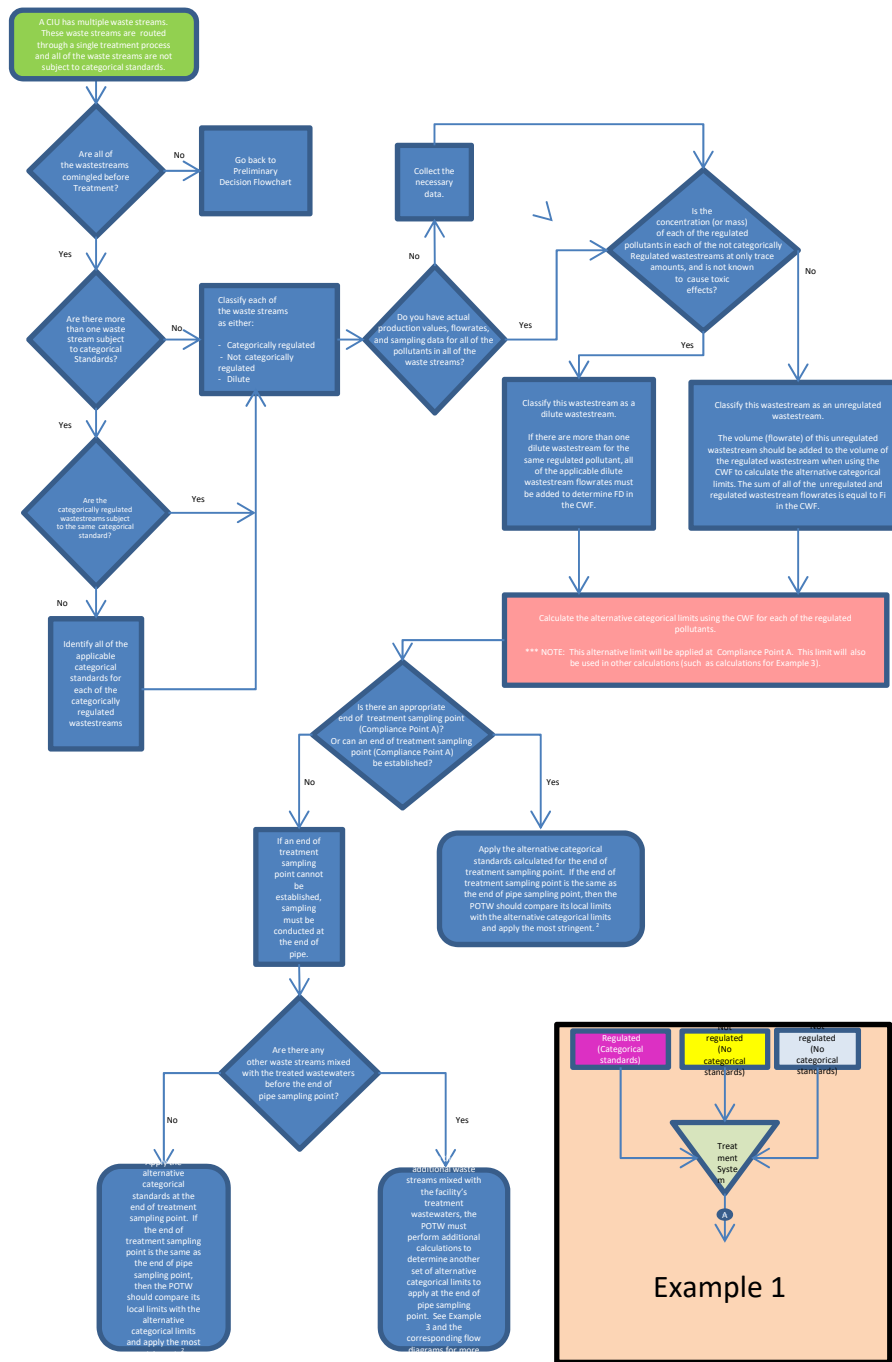 A CIU has multiple waste streams.
These waste streams are routed
through a single treatment process
and all of the waste streams are not
subject to categorical standards.
Are all of
the wastestreams
comingled before
Treatment?
No
Go back to
Preliminary
Decision Flowchart
Yes
Are there more
than one waste
stream subject
to categorical
Standards?
No
Classify each of
the waste streams
as either:
- Categorically regulated
- Not categorically
regulated
- Dilute
Yes
Are the
categorically regulated
wastestreams subject
to the same categorical
standard?
Yes
No
Identify all of the
applicable
categorical
standards for
each of the
categorically
regulated
wastestreams
Collect the
necessary
data.
No
Do you have actual
production values, flowrates,
and sampling data for all of the
pollutants in all of the
waste streams?
Yes
Is the
concentration (or mass)
of each of the regulated
pollutants in each of the not categorically
Regulated wastestreams at only trace
amounts, and is not known
to cause toxic
effects?
No
Yes
Classify this wastestream as a
dilute wastestream.
If there are more than one
dilute wastestream for the
same regulated pollutant, all
of the applicable dilute
wastestream flowrates must
be added to determine FD in
the CWF.
Classify this wastestream as an unregulated
wastestream.
The volume (flowrate) of this unregulated
wastestream should be added to the volume of
the regulated wastestream when using the
CWF to calculate the alternative categorical
limits. The sum of all of the unregulated and
regulated wastestream flowrates is equal to Fi
in the CWF.
Calculate the alternative categorical limits using the CWF for each of the regulated
pollutants.
*** NOTE: This alternative limit will be applied at Compliance Point A. This limit will also
be used in other calculations (such as calculations for Example 3).
Is there an appropriate
end of treatment sampling point
(Compliance Point A)?
Or can an end of treatment sampling
point (Compliance Point A)
be established?
No
Yes
If an end of
treatment
sampling
point cannot
be
established,
sampling
must be
conducted at
the end of
pipe.
Apply the alternative categorical
standards calculated for the end of
treatment sampling point. If the end of
treatment sampling point is the same as
the end of pipe sampling point, then the
POTW should compare its local limits
with the alternative categorical limits
and apply the most stringent. 2
Are there any
other waste streams mixed
with the treated wastewaters
before the end of
pipe sampling point?
No
Yes
Apply the
alternative
categorical
standards at the
end of treatment
sampling point. If
the end of
treatment sampling
point is the same as
the end of pipe
sampling point,
then the POTW
should compare its
local limits with the
alternative
categorical limits
and apply the most
2
additional waste
streams mixed with
the facility's
treatment
wastewaters, the
POTW must
perform additional
calculations to
determine another
set of alternative
categorical limits to
apply at the end of
pipe sampling
point. See Example
3 and the
corresponding flow
diagrams for more
Regulated
(Categorical
standards)
Not
regulated
(No
categorical
standards)
Not
regulated
(No
categorical
standards)
Treat
ment
Syste
m
A
Example 1